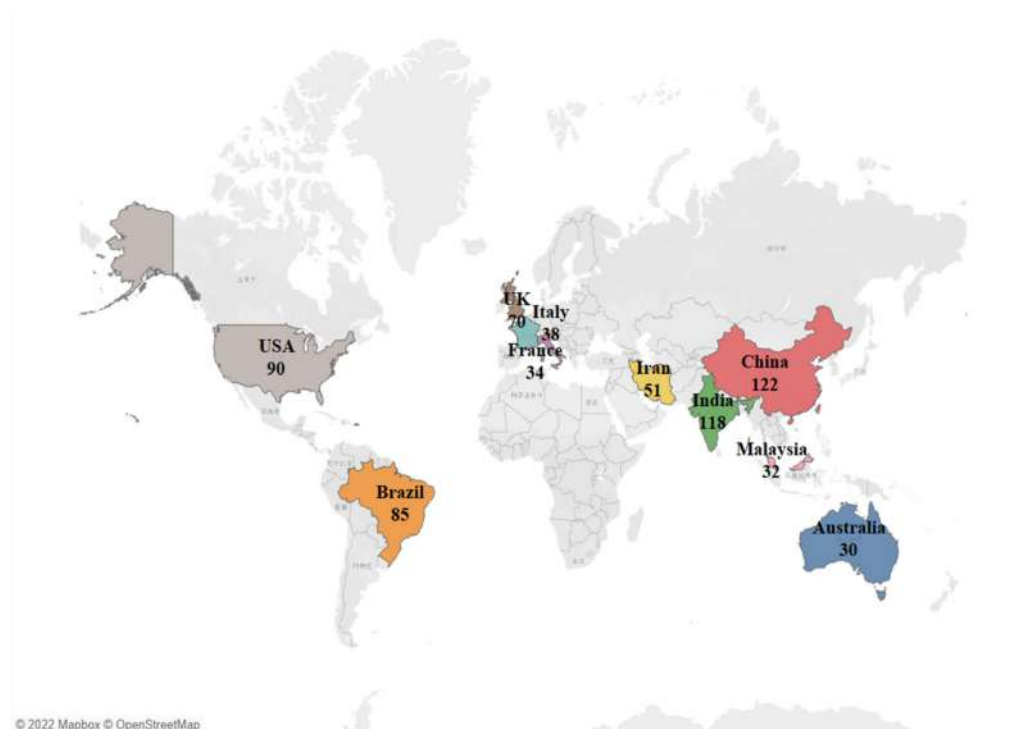 UK
70
Italy
38
France
34
USA
90
Iran
51
China
122
India
118
Malaysia
32
Brazil
85
Australia
30
© 2022 Mapbox © OpenStreetMap